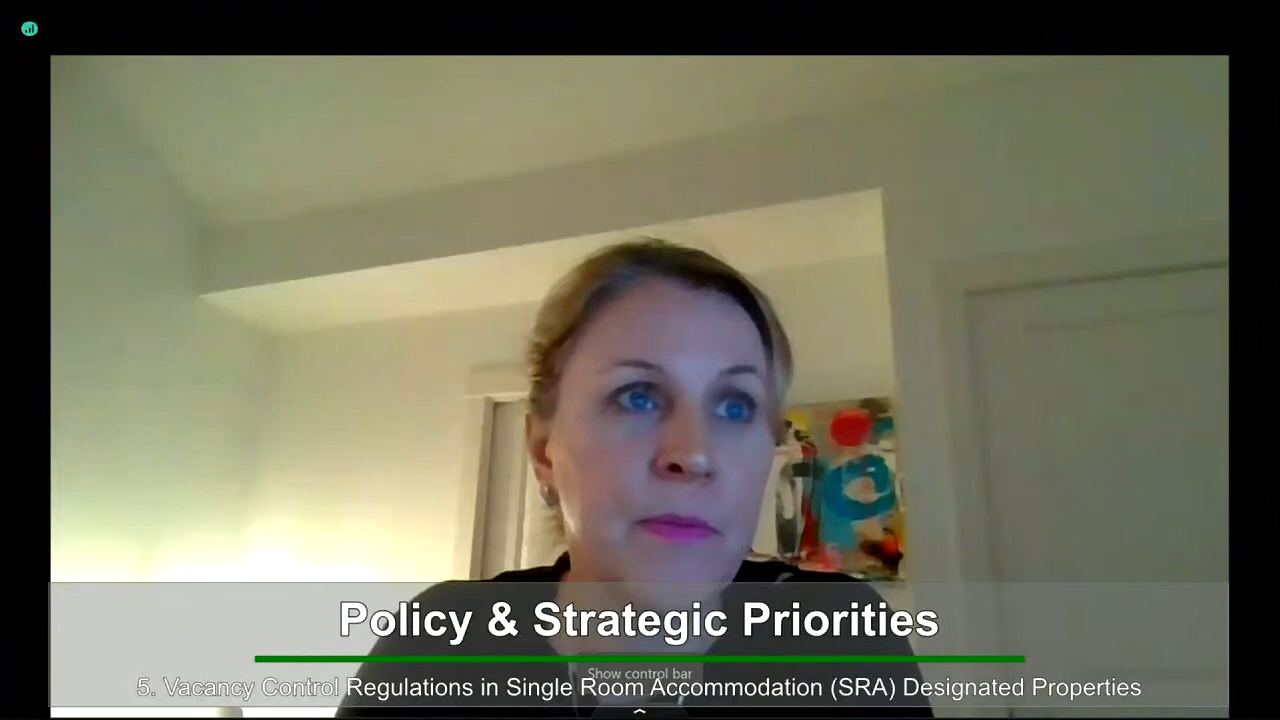 Policy & Strategic Priorities
Show control bar
5. Vacancy Control Regulations in Single Room Accommodation (SRA) Designated Properties